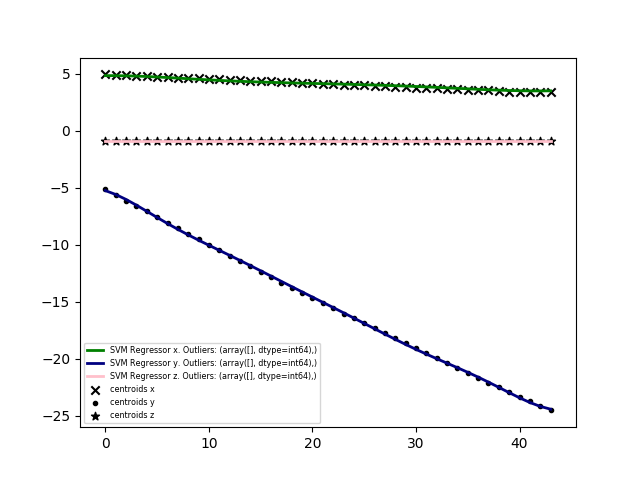 5
0
−5
−10
−15
−20
−25
SVM Regressor x. Outliers: (array([], dtype=int64),)
SVM Regressor y. Outliers: (array([], dtype=int64),)
SVM Regressor z. Outliers: (array([], dtype=int64),)
centroids x
centroids y
centroids z
0 10 20 30 40